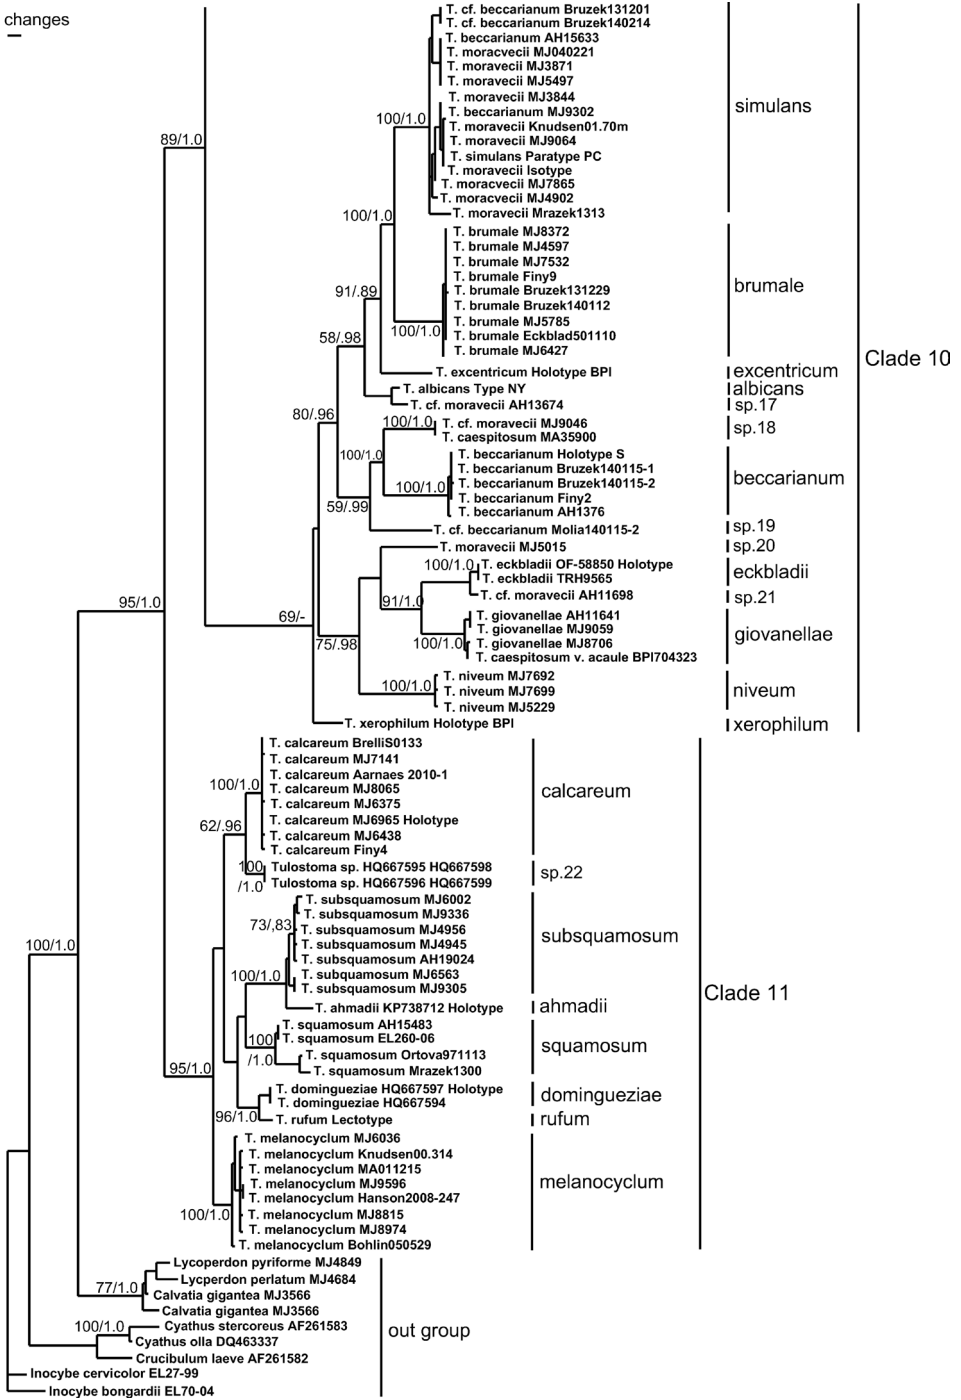 changes
T. cf. beccarianum Bruzek131201
T. cf. beccarianum Bruzek140214
T. beccarianum AH15633
T. moracvecii MJ040221
T. moravecii MJ3871
T. moravecii MJ5497
T. moravecii MJ3844
T. beccarianum MJ9302
simulans
100/1.0
T. moravecii Knudsen01.70m
T. moravecii MJ9064
89/1.0
T. simulans Paratype PC
T. moravecii Isotype
T. moracvecii MJ7865
T. moracvecii MJ4902
100/1.0
T. moravecii Mrazek1313
T. brumale MJ8372
T. brumale MJ4597
T. brumale MJ7532
T. brumale Finy9
brumale
91/.89
T. brumale Bruzek131229
T. brumale Bruzek140112
T. brumale MJ5785
100/1.0
T. brumale Eckblad501110
58/.98
T. brumale MJ6427
Clade 10
T. excentricum Holotype BPI
excentricum
T. albicans Type NY
albicans
T. cf. moravecii AH13674
sp.17
80/.96
100/1.0
T. cf. moravecii MJ9046
sp.18
T. caespitosum MA35900
100/1.0
T. beccarianum Holotype S
T. beccarianum Bruzek140115-1
beccarianum
100/1.0
T. beccarianum Bruzek140115-2
T. beccarianum Finy2
59/.99
T. beccarianum AH1376
T. cf. beccarianum Molia140115-2
sp.19
T. moravecii MJ5015
sp.20
100/1.0
T. eckbladii OF-58850 Holotype
eckbladii
T. eckbladii TRH9565
T. cf. moravecii AH11698
sp.21
95/1.0
91/1.0
69/-
T. giovanellae AH11641
T. giovanellae MJ9059
giovanellae
75/.98
100/1.0
T. giovanellae MJ8706
T. caespitosum v. acaule BPI704323
T. niveum MJ7692
100/1.0
T. niveum MJ7699
niveum
T. niveum MJ5229
T. xerophilum Holotype BPI
xerophilum
T. calcareum BrelliS0133
T. calcareum MJ7141
T. calcareum Aarnaes 2010-1
100/1.0
T. calcareum MJ8065
calcareum
T. calcareum MJ6375
T. calcareum MJ6965 Holotype
62/.96
T. calcareum MJ6438
T. calcareum Finy4
100
/1.0
Tulostoma sp. HQ667595 HQ667598
sp.22
Tulostoma sp. HQ667596 HQ667599
T. subsquamosum MJ6002
T. subsquamosum MJ9336
73/,83
T. subsquamosum MJ4956
subsquamosum
100/1.0
T. subsquamosum MJ4945
T. subsquamosum AH19024
T. subquamosum MJ6563
100/1.0
T. subsquamosum MJ9305
Clade 11
T. ahmadii KP738712 Holotype
ahmadii
T. squamosum AH15483
100
/1.0
T. squamosum EL260-06
squamosum
T. squamosum Ortova971113
95/1.0
T. squamosum Mrazek1300
T. domingueziae HQ667597 Holotype
domingueziae
T. domingueziae HQ667594
96/1.0
T. rufum Lectotype
rufum
T. melanocyclum MJ6036
T. melanocyclum Knudsen00.314
T. melanocyclum MA011215
T. melanocyclum MJ9596
melanocyclum
T. melanocyclum Hanson2008-247
100/1.0
T. melanocyclum MJ8815
T. melanocyclum MJ8974
T. melanocyclum Bohlin050529
Lycoperdon pyriforme MJ4849
77/1.0
Lycperdon perlatum MJ4684
Calvatia gigantea MJ3566
Calvatia gigantea MJ3566
100/1.0
Cyathus stercoreus AF261583
out group
Cyathus olla DQ463337
Crucibulum laeve AF261582
Inocybe cervicolor EL27-99
Inocybe bongardii EL70-04